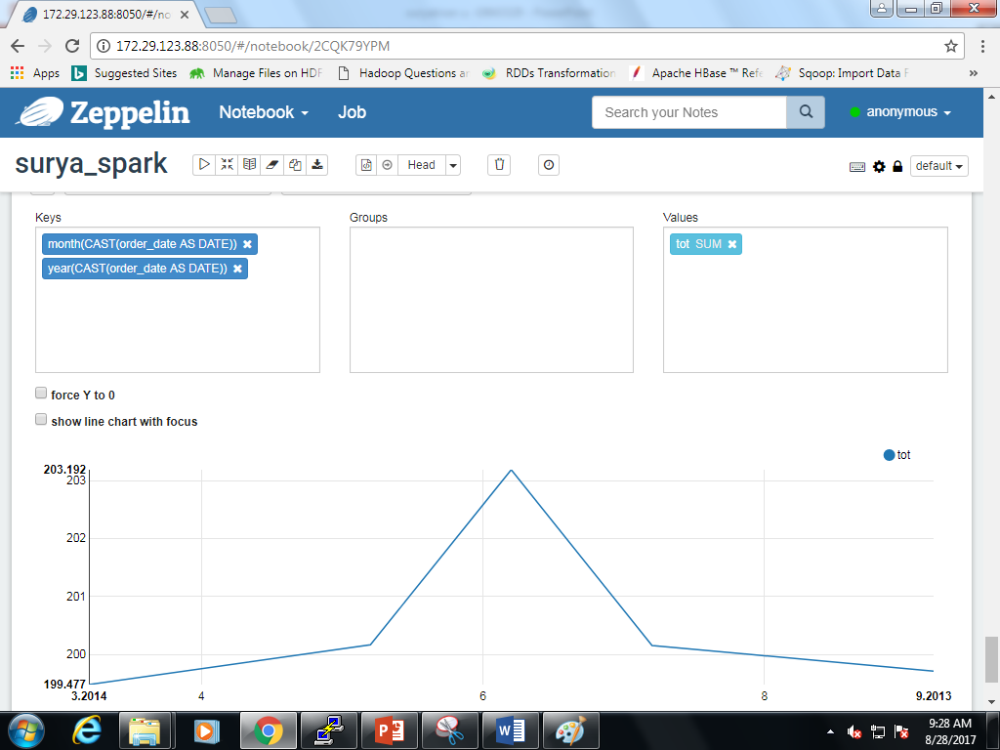 172.29.123.88:8050/#/no
172.29.123.88:8050/#/notebook/2CQK79YPM
Apps Suggested Sites Manage Files on HDF Hadoop Questions an RDDs Transformation Apache HBase ™ Refe Sqoop: Import Data F »
Zeppelin Notebook Job Search your Notes anonymous
surya_spark Head default
Keys Groups Values
month(CAST(order_date AS DATE)) tot SUM
year(CAST(order_date AS DATE))
force Y to 0
show line chart with focus
tot
203.192
203
202
201
200
199.477
3.2014 4 6 8 9.2013
9:28 AM
8/28/2017